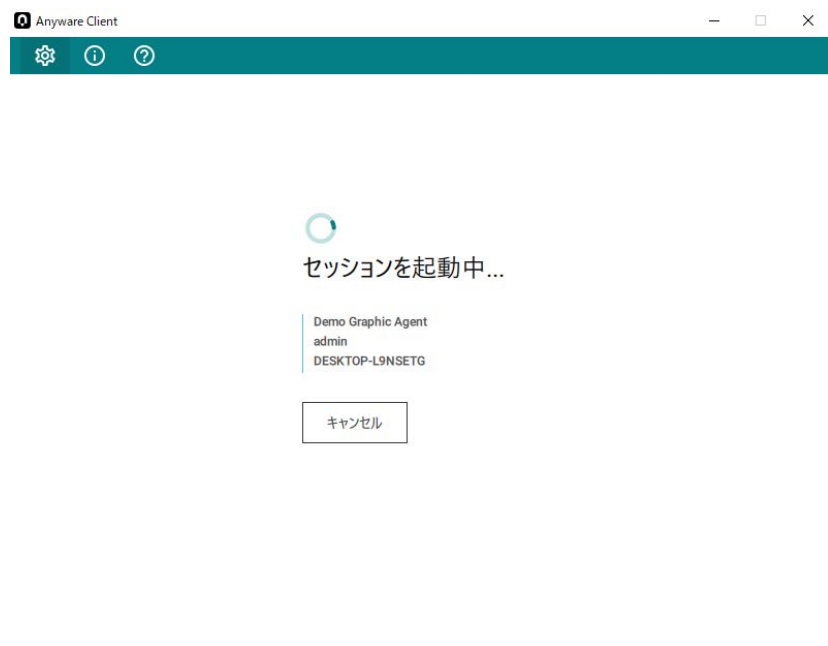 Anyware Client
セッションを起動中...
Demo Graphic Agent
admin
DESKTOP-L9NSETG
キャンセル